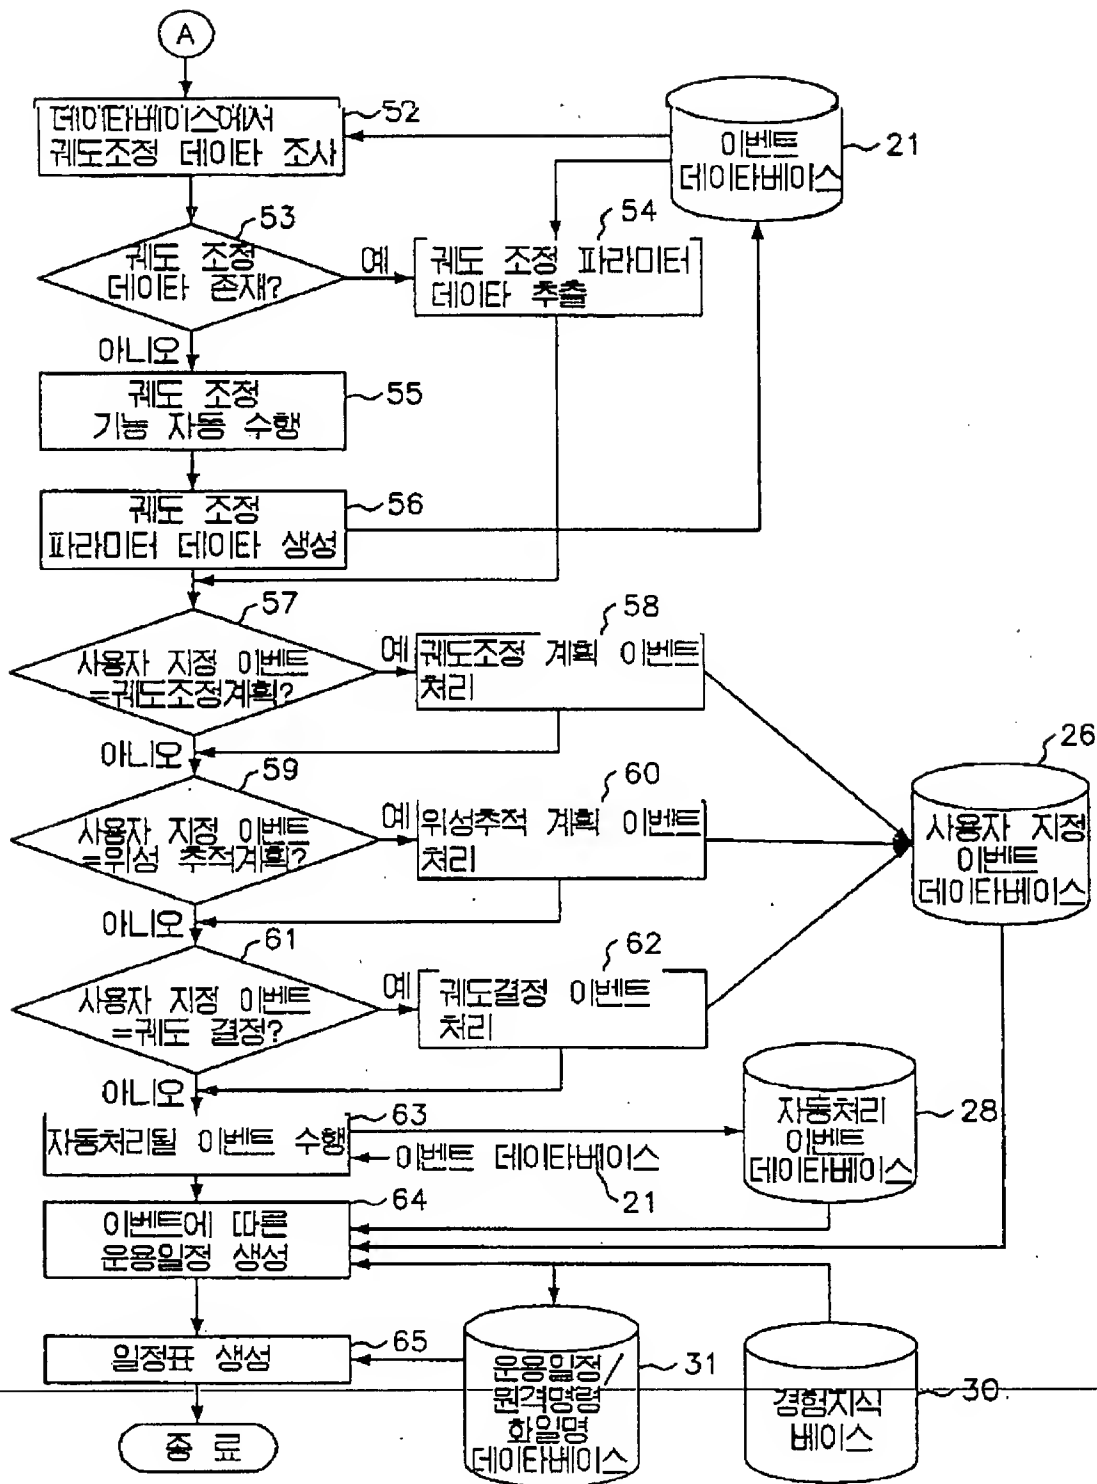 A
데이타베이스에서
궤도조정 데이타 조사
52
이벤트
데이타베이스
21
53
궤도 조정
데이타 존재?
예
54
궤도 조정 파라미터
데이타 추출
아니오
궤도 조정
기능 자동 수행
55
궤도 조정
파라미터 데이타 생성
56
57
사용자 지정 이벤트
=궤도조정계획?
예
58
궤도조정 계획 이벤트
처리
아니오
59
사용자 지정 이벤트
=위성 추적계획?
예
60
위성추적 계획 이벤트
처리
26
사용자 지정
이벤트
데이타베이스
아니오
61
사용자 지정 이벤트
=궤도 결정?
예
62
궤도결정 이벤트
처리
아니오
63
자동처리될 이벤트 수행
이벤트 데이타베이스
21
자동처리
이벤트
데이타베이스
28
64
이벤트에 따른
운용일정 생성
65
일정표 생성
운용일정/
원격명령
화일명
데이타베이스
31
경험지식
베이스
30
종료